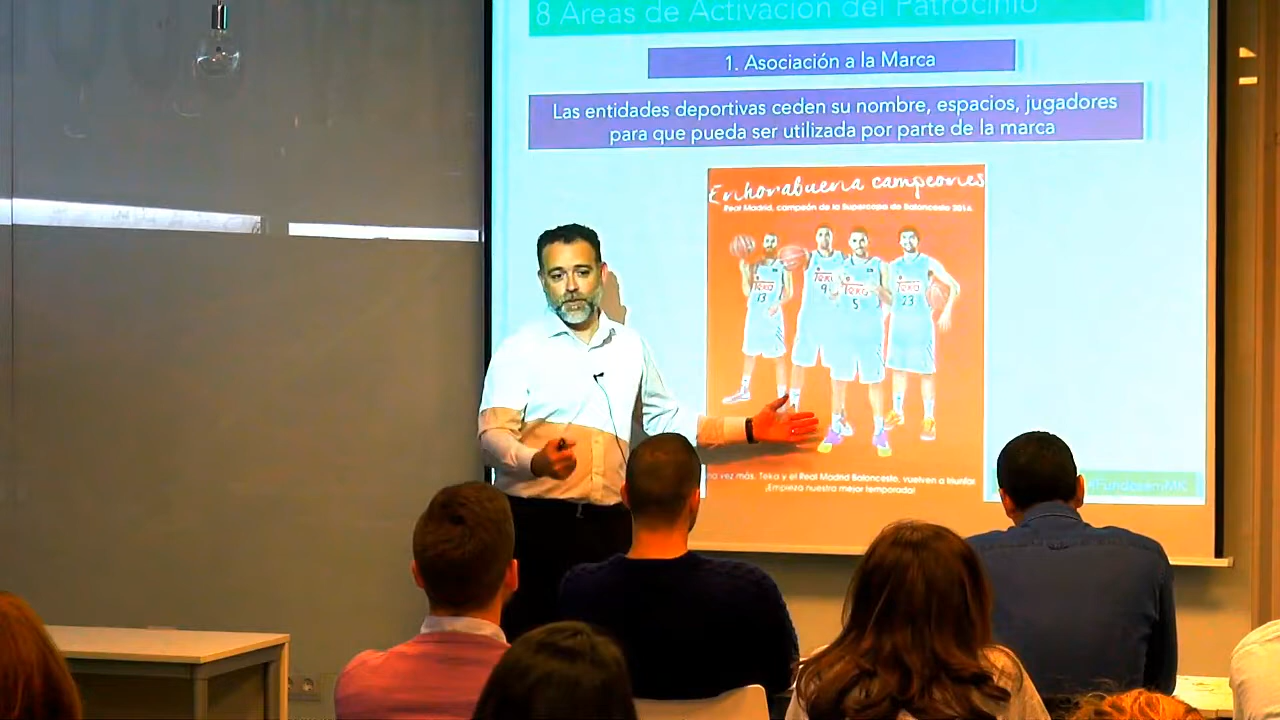 8 Áreas de Activación del Patrocinio
1. Asociación a la Marca
Las entidades deportivas ceden su nombre, espacios, jugadores
para que pueda ser utilizada por parte de la marca
Enhorabuena campeones
Real Madrid, campeón de la Supercopa de Baloncesto 2014.
Teka Teka Teka Teka
13 9 5 23
vez más, Teka y el Real Madrid Baloncesto, vuelven a triunfar.
¡Empieza nuestra mejor temporada!